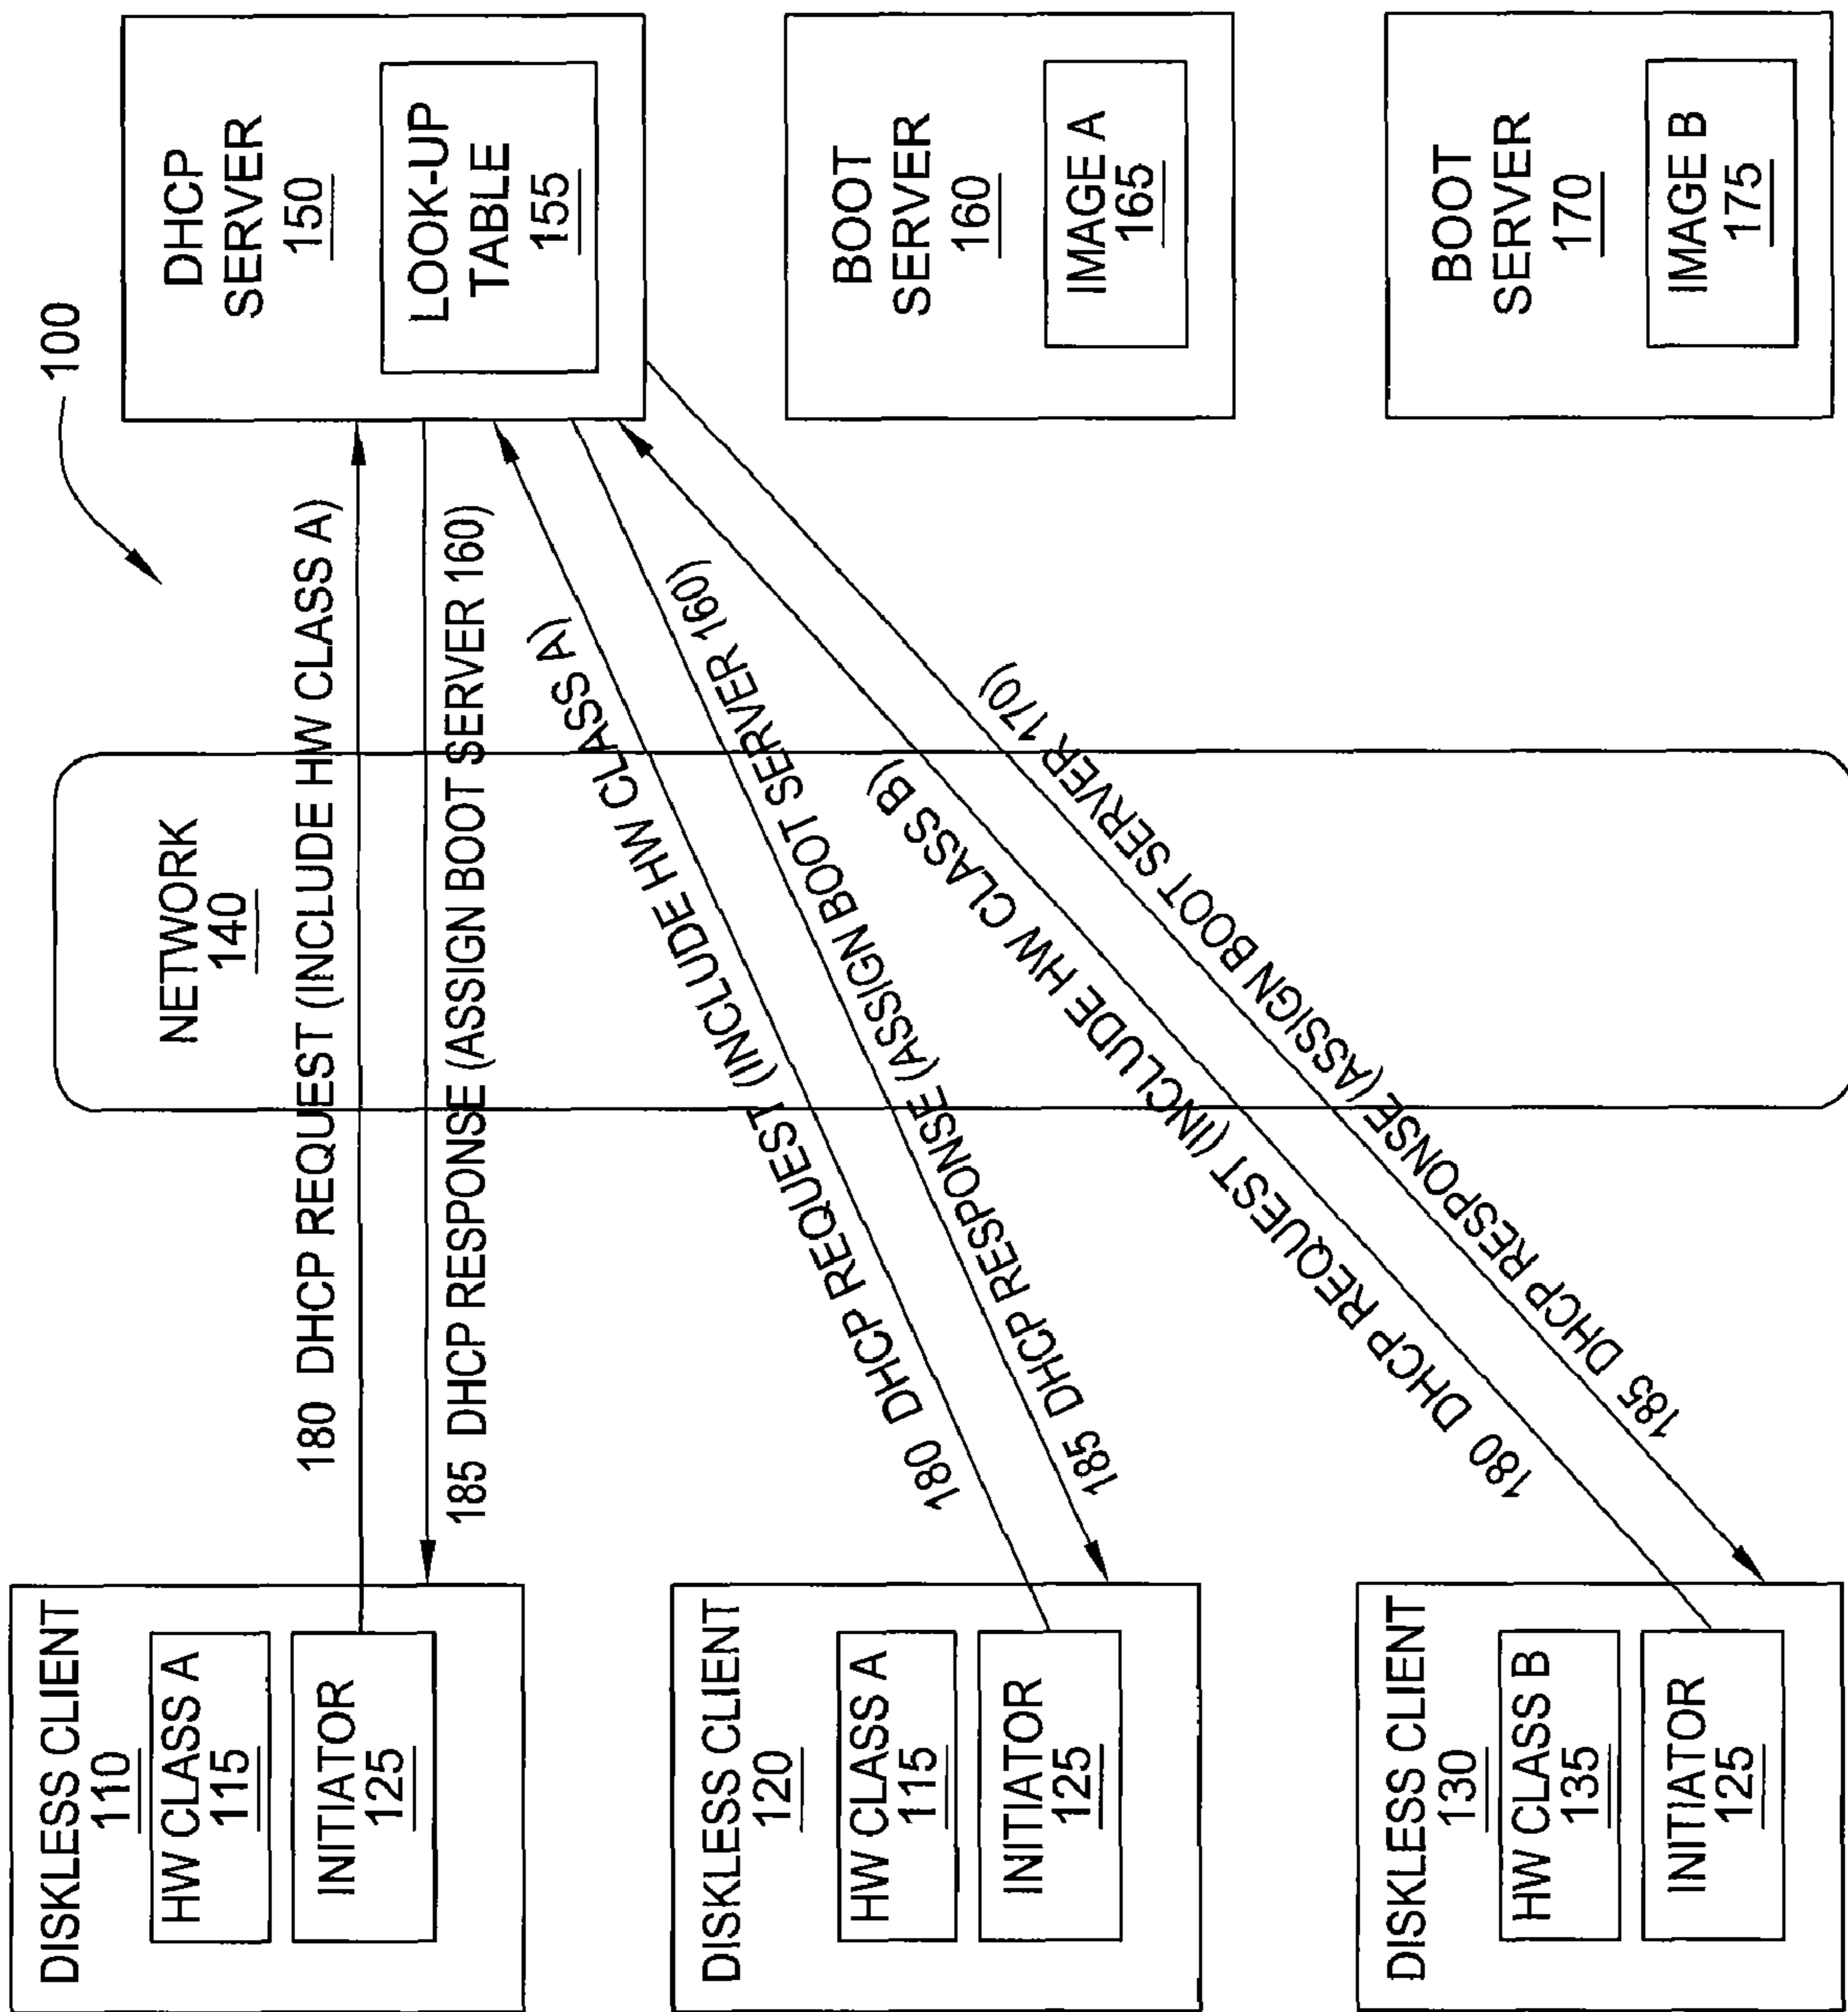 100
DISKLESS CLIENT
110
HW CLASS A
115
INITIATOR
125
DISKLESS CLIENT
120
HW CLASS A
115
INITIATOR
125
DISKLESS CLIENT
130
HW CLASS B
135
INITIATOR
125
NETWORK
140
180 DHCP REQUEST (INCLUDE HW CLASS A)
185 DHCP RESPONSE (ASSIGN BOOT SERVER 160)
180 DHCP REQUEST (INCLUDE HW CLASS A)
185 DHCP RESPONSE (ASSIGN BOOT SERVER 160)
180 DHCP REQUEST (INCLUDE HW CLASS B)
185 DHCP RESPONSE (ASSIGN BOOT SERVER 170)
DHCP
SERVER
150
LOOK-UP
TABLE
155
BOOT
SERVER
160
IMAGE A
165
BOOT
SERVER
170
IMAGE B
175